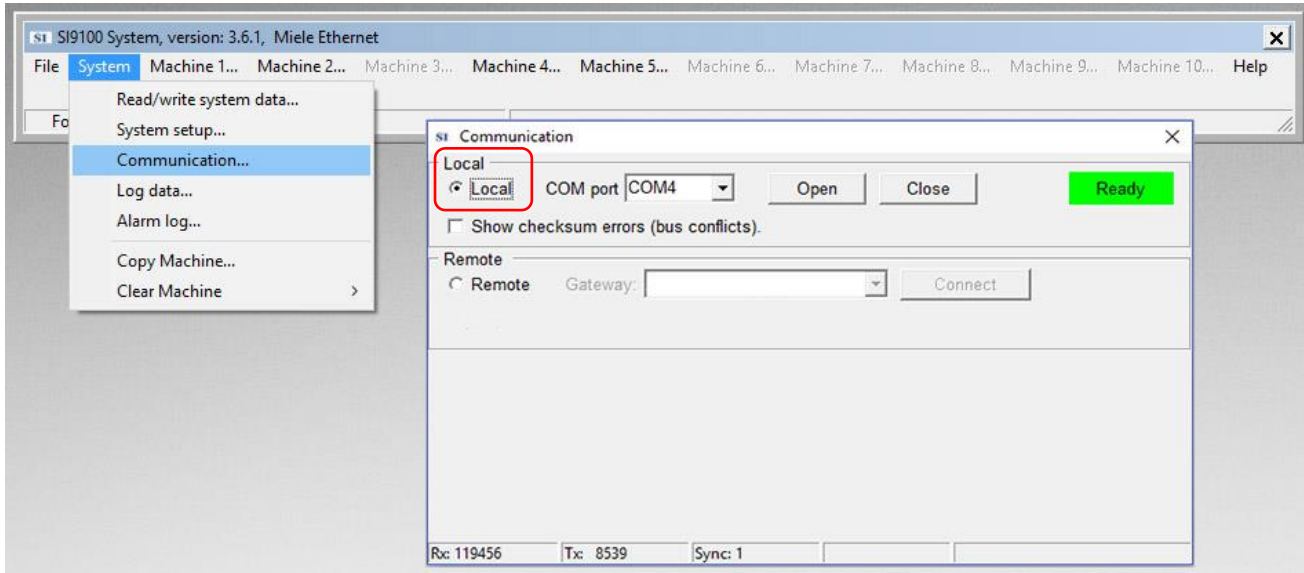 SI SI9100 System, version: 3.6.1, Miele Ethernet
File System Machine 1... Machine 2... Machine 3... Machine 4... Machine 5... Machine 6... Machine 7... Machine 8... Machine 9... Machine 10... Help
Fo
Read/write system data...
System setup...
Communication...
Log data...
Alarm log...
Copy Machine...
Clear Machine
SI Communication
Local
Local COM port COM4 Open Close Ready
Show checksum errors (bus conflicts).
Remote
Remote Gateway: Connect
Rx: 119456 Tx: 8539 Sync: 1